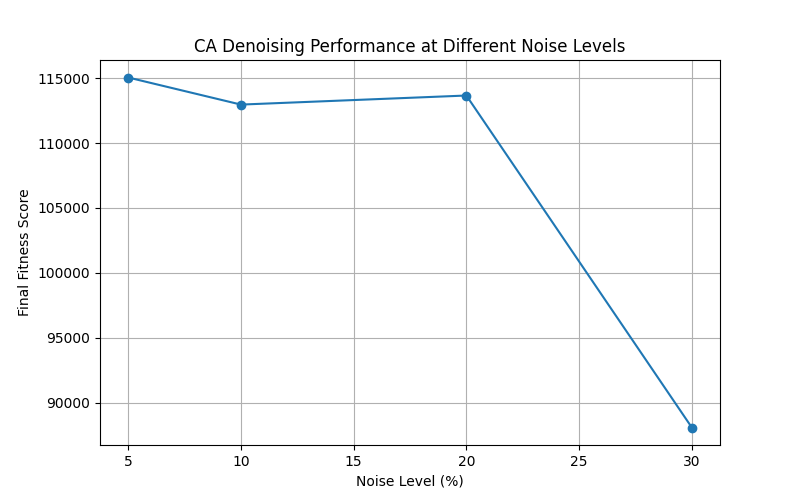 CA Denoising Performance at Different Noise Levels
115000
110000
105000
100000
95000
90000
Final Fitness Score
5 10 15 20 25 30
Noise Level (%)